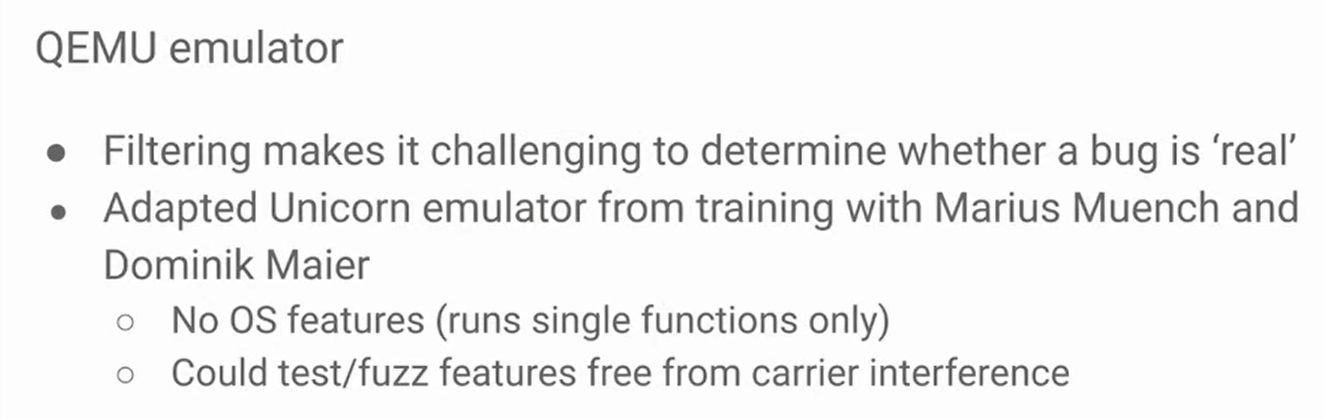 QEMU emulator
● Filtering makes it challenging to determine whether a bug is ‘real’
● Adapted Unicorn emulator from training with Marius Muench and
Dominik Maier
○ No OS features (runs single functions only)
○ Could test/fuzz features free from carrier interference